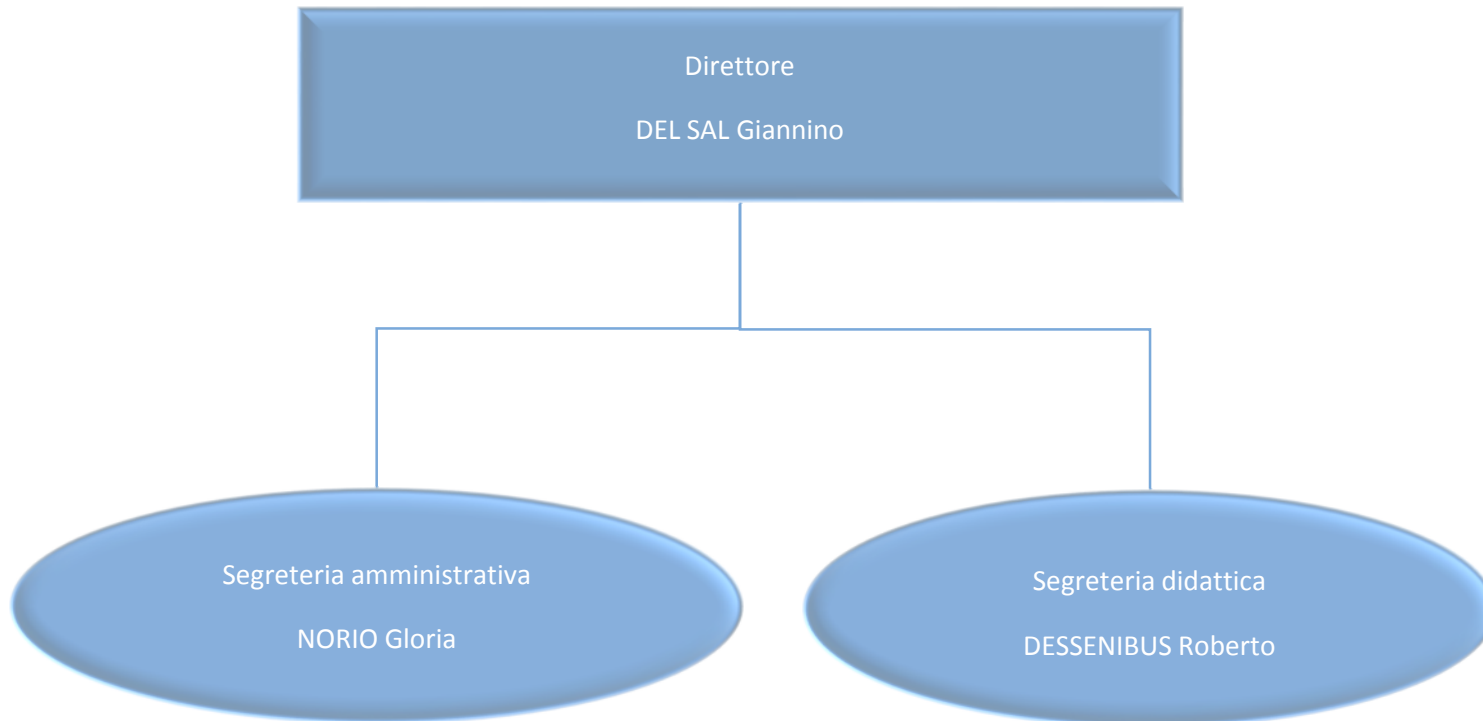 Direttore
DEL SAL Giannino
Segreteria amministrativa
NORIO Gloria
Segreteria didattica
DESSENIBUS Roberto